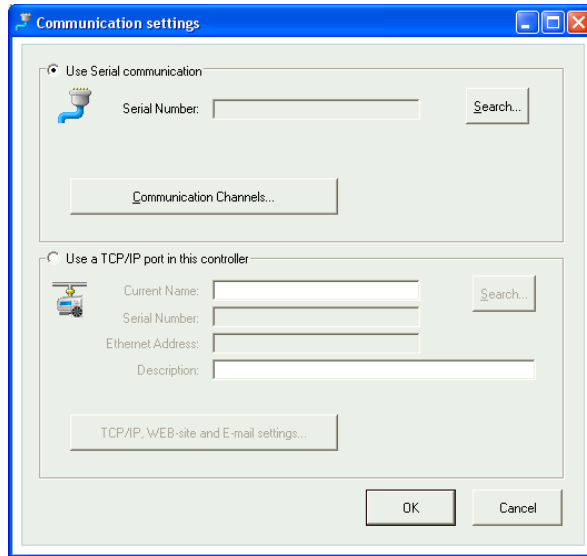 Communication settings
Use Serial communication
Serial Number:
Search...
Communication Channels...
Use a TCP/IP port in this controller
Current Name:
Search...
Serial Number:
Ethernet Address:
Description:
TCP/IP, WEB-site and E-mail settings...
OK
Cancel